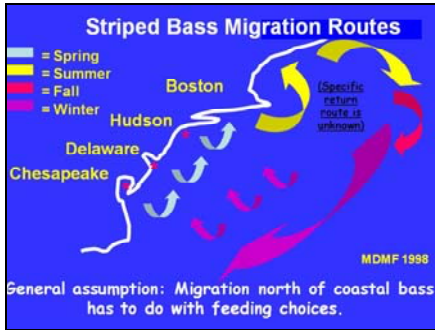 Striped Bass Migration Routes
= Spring
= Summer
= Fall
= Winter
Boston
Hudson
Delaware
Chesapeake
(Specific
return
route is
unknown)
MDMF 1998
General assumption: Migration north of coastal bass
has to do with feeding choices.